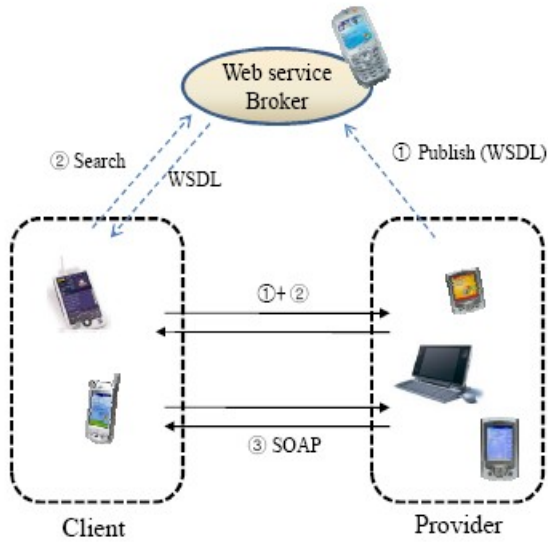 Web service
Broker
② Search
WSDL
① Publish (WSDL)
①+ ②
③ SOAP
Client
Provider